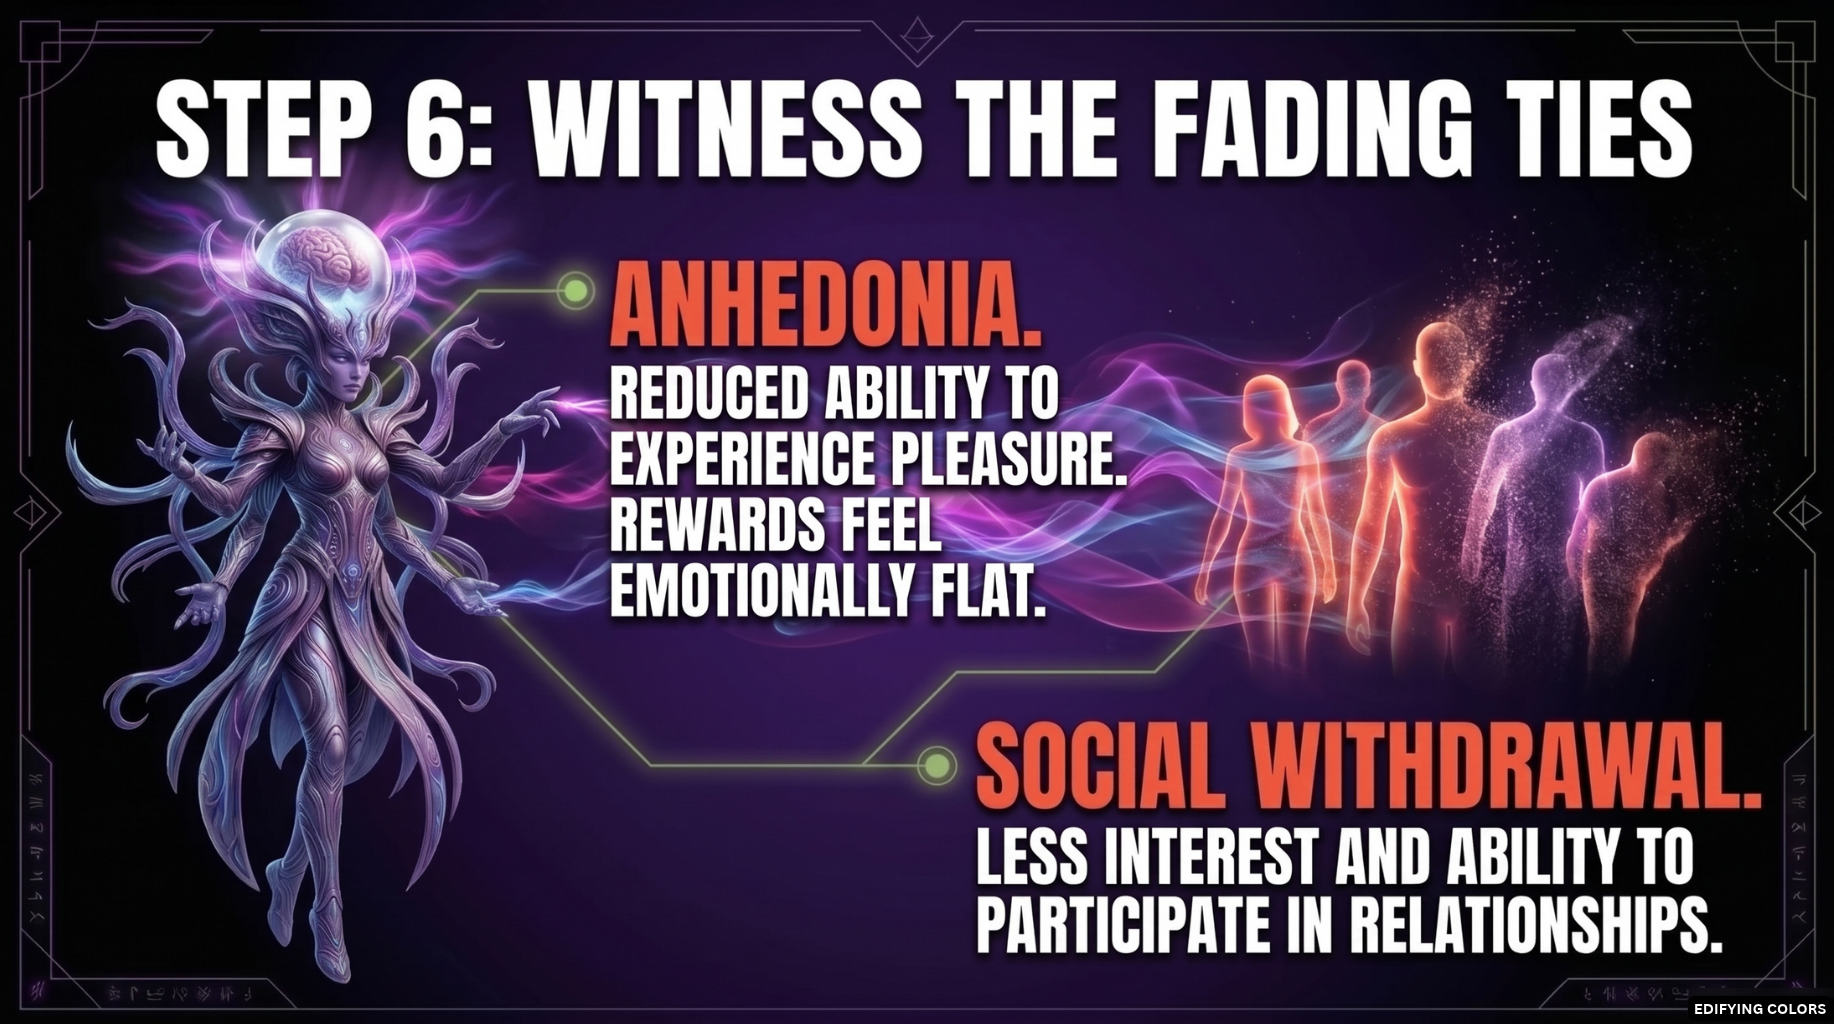 STEP 6: WITNESS THE FADING TIES
ANHEDONIA.
REDUCED ABILITY TO
EXPERIENCE PLEASURE.
REWARDS FEEL
EMOTIONALLY FLAT.
SOCIAL WITHDRAWAL.
LESS INTEREST AND ABILITY TO
PARTICIPATE IN RELATIONSHIPS.
EDIFYING COLORS